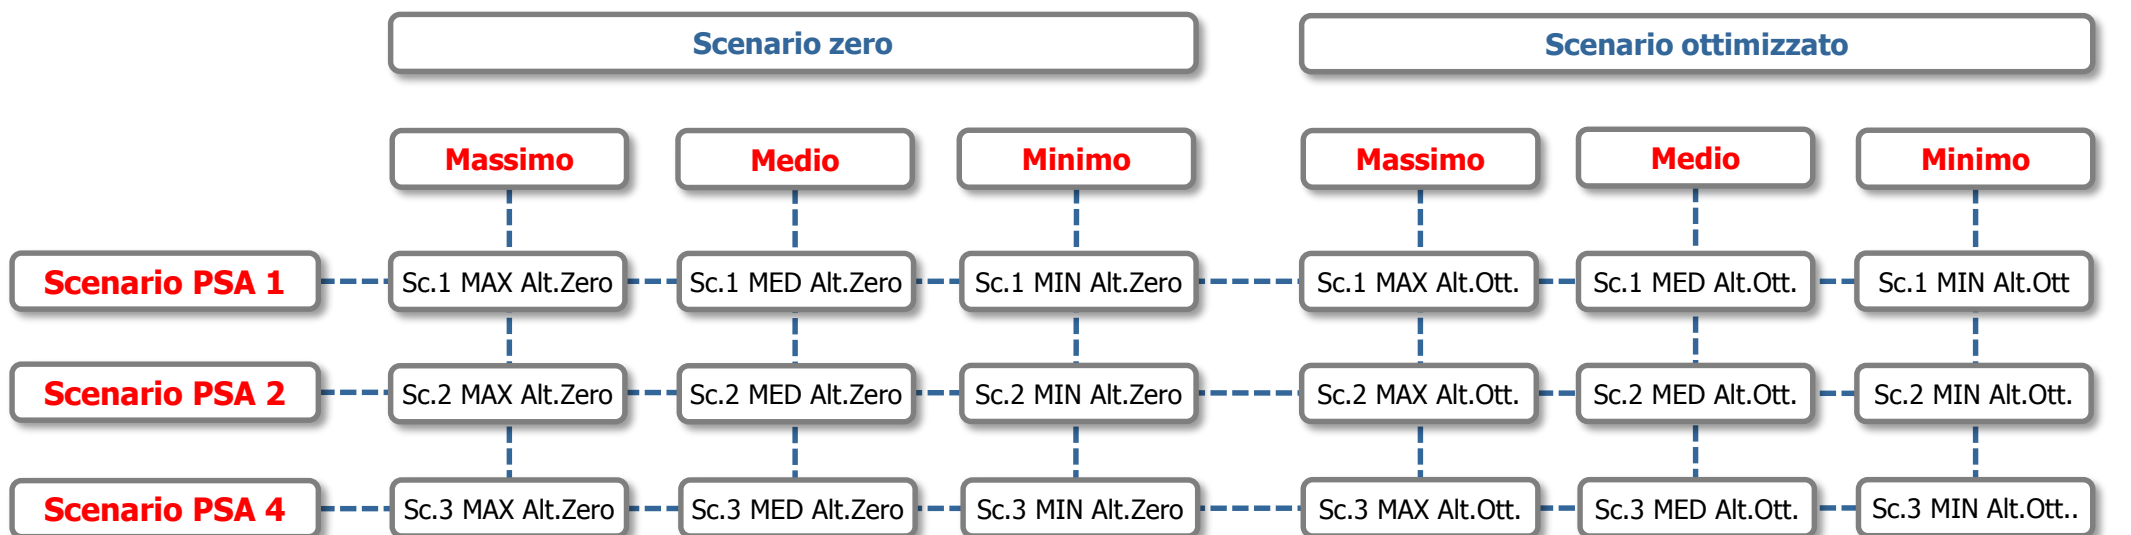 Scenario zero
Scenario ottimizzato
Massimo
Medio
Minimo
Massimo
Medio
Minimo
Scenario PSA 1
Sc.1 MAX Alt.Zero
Sc.1 MED Alt.Zero
Sc.1 MIN Alt.Zero
Sc.1 MAX Alt.Ott.
Sc.1 MED Alt.Ott.
Sc.1 MIN Alt.Ott
Scenario PSA 2
Sc.2 MAX Alt.Zero
Sc.2 MED Alt.Zero
Sc.2 MIN Alt.Zero
Sc.2 MAX Alt.Ott.
Sc.2 MED Alt.Ott.
Sc.2 MIN Alt.Ott.
Scenario PSA 4
Sc.3 MAX Alt.Zero
Sc.3 MED Alt.Zero
Sc.3 MIN Alt.Zero
Sc.3 MAX Alt.Ott.
Sc.3 MED Alt.Ott.
Sc.3 MIN Alt.Ott..